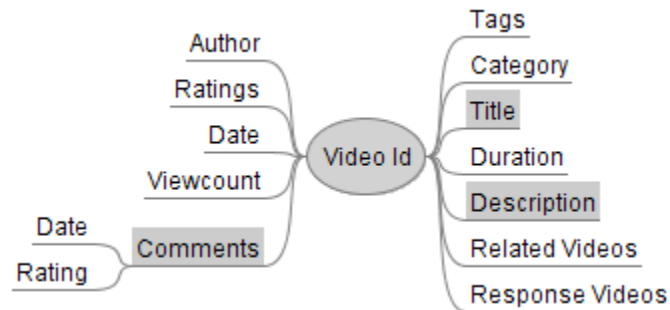 Author
Ratings
Date
Viewcount
Comments
Date
Rating
Video Id
Tags
Category
Title
Duration
Description
Related Videos
Response Videos